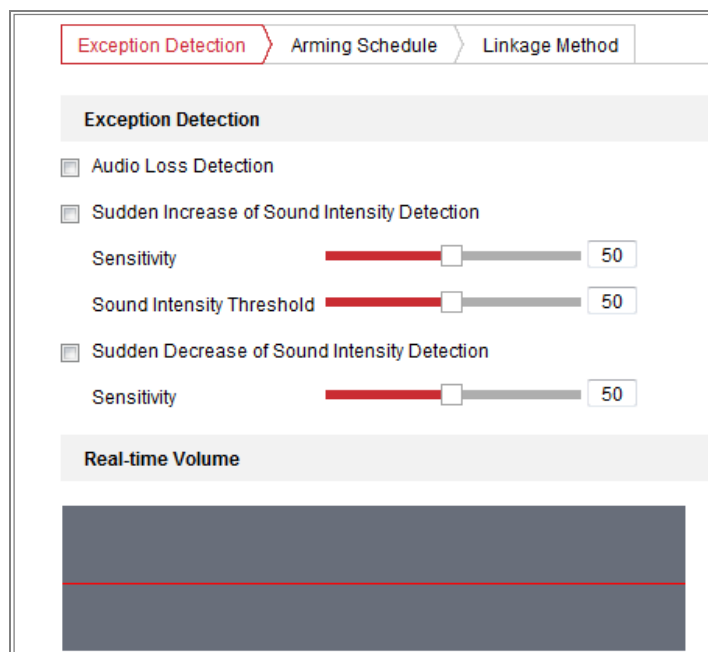 Exception Detection Arming Schedule Linkage Method
Exception Detection
Audio Loss Detection
Sudden Increase of Sound Intensity Detection
Sensitivity 50
Sound Intensity Threshold 50
Sudden Decrease of Sound Intensity Detection
Sensitivity 50
Real-time Volume